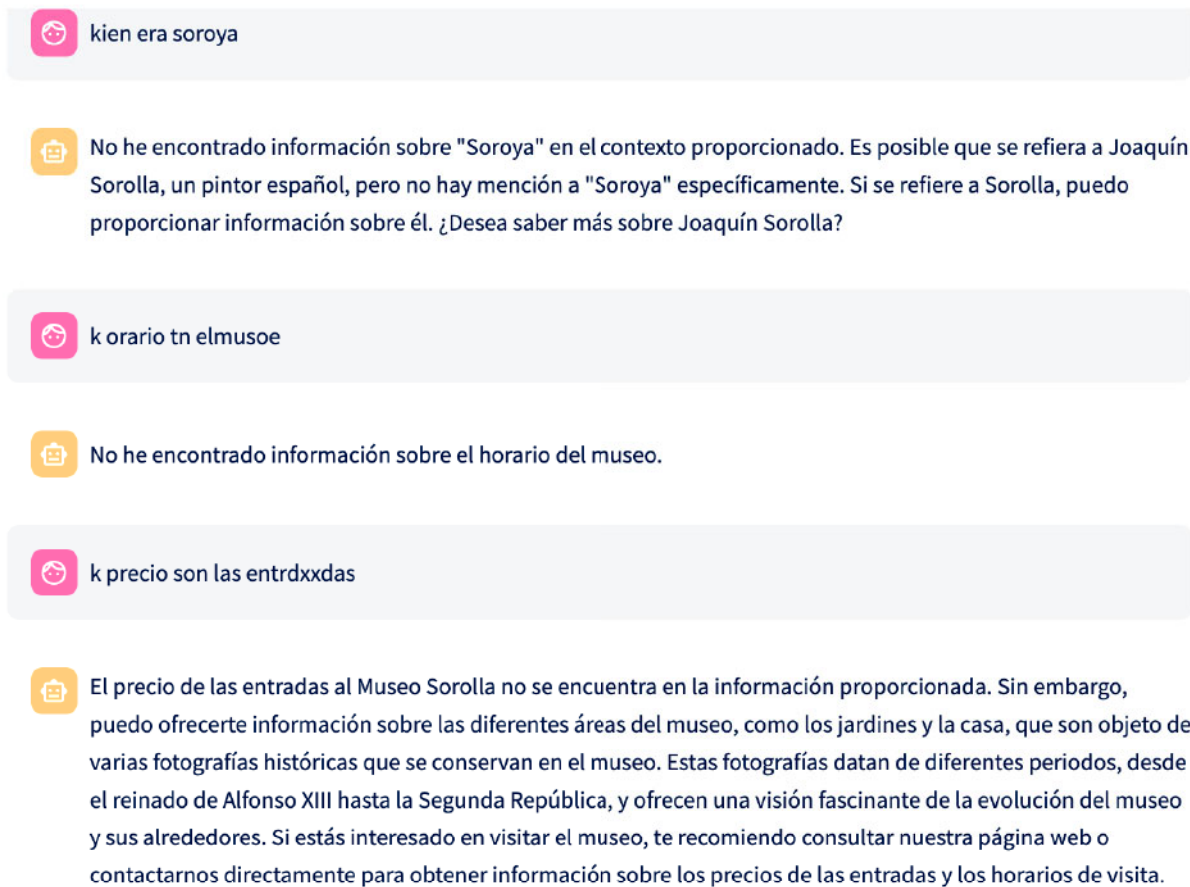 kien era soroya
No he encontrado información sobre "Soroya" en el contexto proporcionado. Es posible que se refiera a Joaquín
Sorolla, un pintor español, pero no hay mención a "Soroya" específicamente. Si se refiere a Sorolla, puedo
proporcionar información sobre él. ¿Desea saber más sobre Joaquín Sorolla?
k orario tn elmusoe
No he encontrado información sobre el horario del museo.
k precio son las entrdxxdas
El precio de las entradas al Museo Sorolla no se encuentra en la información proporcionada. Sin embargo,
puedo ofrecerte información sobre las diferentes áreas del museo, como los jardines y la casa, que son objeto de
varias fotografías históricas que se conservan en el museo. Estas fotografías datan de diferentes periodos, desde
el reinado de Alfonso XIII hasta la Segunda República, y ofrecen una visión fascinante de la evolución del museo
y sus alrededores. Si estás interesado en visitar el museo, te recomiendo consultar nuestra página web o
contactarnos directamente para obtener información sobre los precios de las entradas y los horarios de visita.